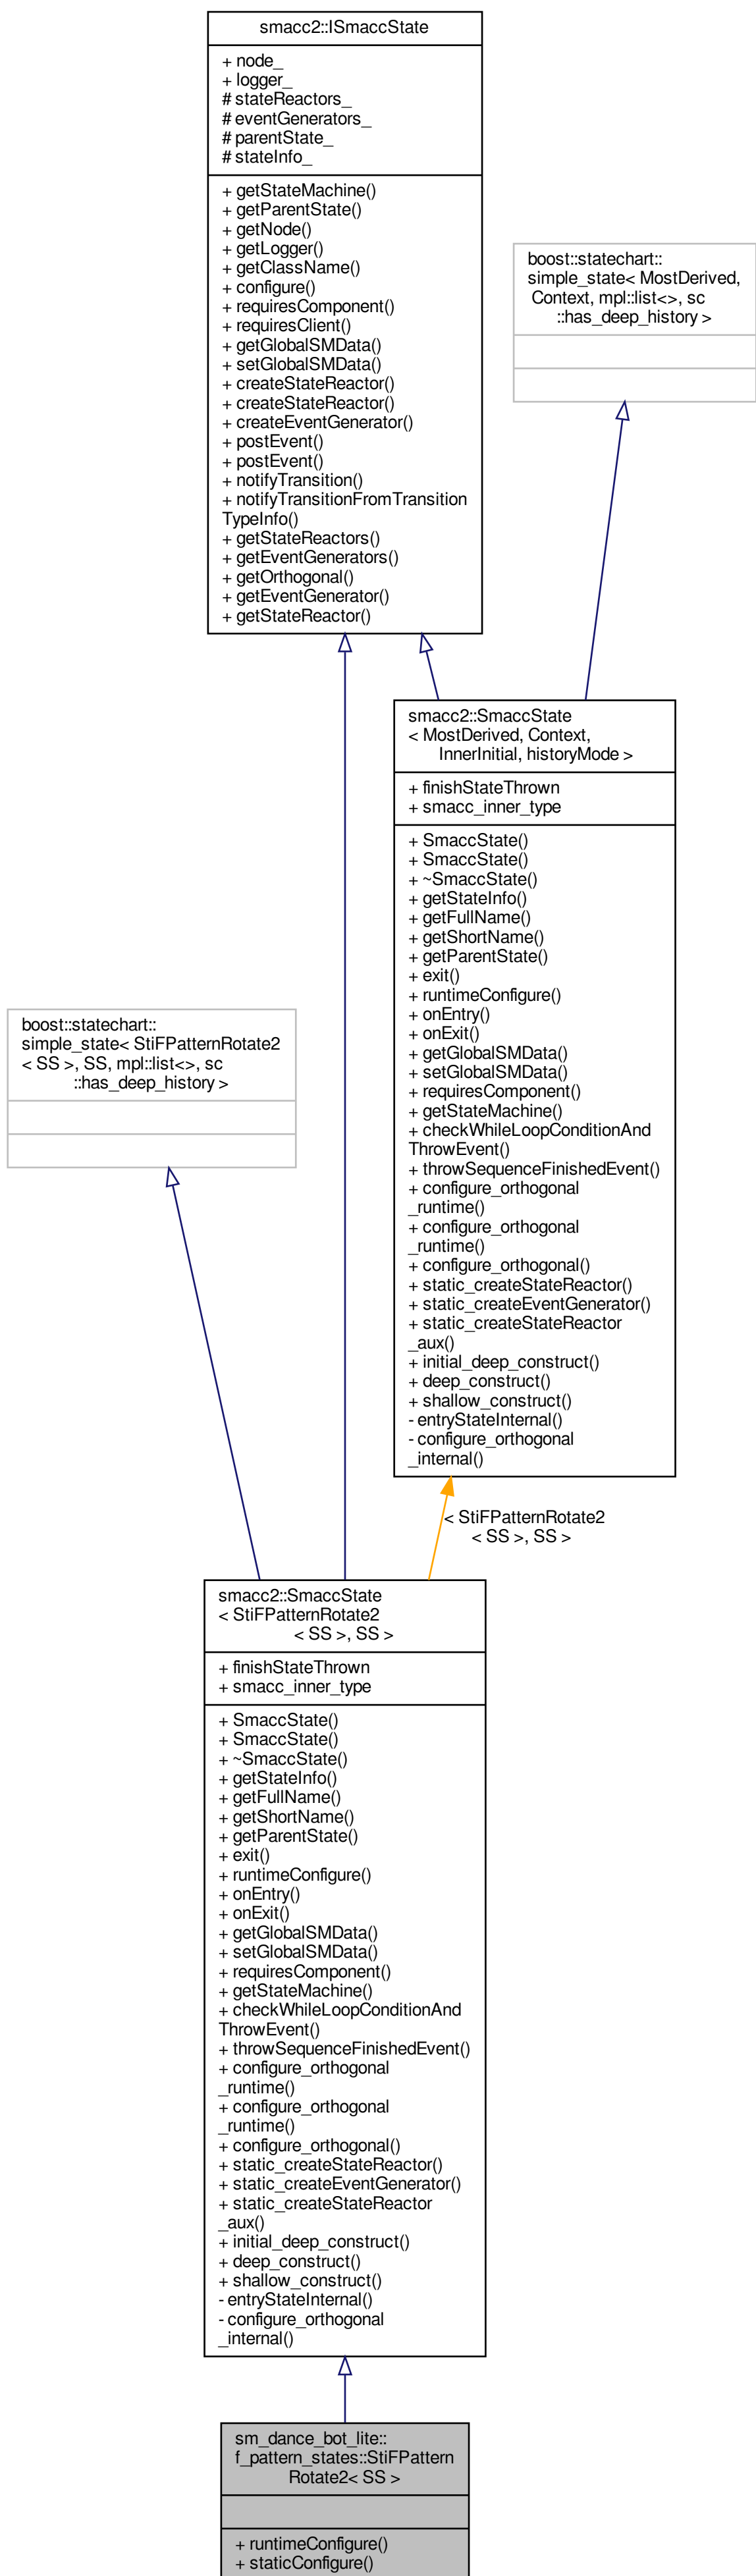 smacc2::ISmaccState
+ node_
+ logger_
# stateReactors_
# eventGenerators_
# parentState_
# stateInfo_
+ getStateMachine()
+ getParentState()
+ getNode()
+ getLogger()
+ getClassName()
+ configure()
+ requiresComponent()
+ requiresClient()
+ getGlobalSMData()
+ setGlobalSMData()
+ createStateReactor()
+ createStateReactor()
+ createEventGenerator()
+ postEvent()
+ postEvent()
+ notifyTransition()
+ notifyTransitionFromTransition
TypeInfo()
+ getStateReactors()
+ getEventGenerators()
+ getOrthogonal()
+ getEventGenerator()
+ getStateReactor()
boost::statechart::
simple_state< MostDerived,
Context, mpl::list<>, sc
::has_deep_history >
smacc2::SmaccState
< MostDerived, Context,
InnerInitial, historyMode >
+ finishStateThrown
+ smacc_inner_type
+ SmaccState()
+ SmaccState()
+ ~SmaccState()
+ getStateInfo()
+ getFullName()
+ getShortName()
+ getParentState()
+ exit()
+ runtimeConfigure()
+ onEntry()
+ onExit()
+ getGlobalSMData()
+ setGlobalSMData()
+ requiresComponent()
+ getStateMachine()
+ checkWhileLoopConditionAnd
ThrowEvent()
+ throwSequenceFinishedEvent()
+ configure_orthogonal
_runtime()
+ configure_orthogonal
_runtime()
+ configure_orthogonal()
+ static_createStateReactor()
+ static_createEventGenerator()
+ static_createStateReactor
_aux()
+ initial_deep_construct()
+ deep_construct()
+ shallow_construct()
- entryStateInternal()
- configure_orthogonal
_internal()
boost::statechart::
simple_state< StiFPatternRotate2
< SS >, SS, mpl::list<>, sc
::has_deep_history >
< StiFPatternRotate2
< SS >, SS >
smacc2::SmaccState
< StiFPatternRotate2
< SS >, SS >
+ finishStateThrown
+ smacc_inner_type
+ SmaccState()
+ SmaccState()
+ ~SmaccState()
+ getStateInfo()
+ getFullName()
+ getShortName()
+ getParentState()
+ exit()
+ runtimeConfigure()
+ onEntry()
+ onExit()
+ getGlobalSMData()
+ setGlobalSMData()
+ requiresComponent()
+ getStateMachine()
+ checkWhileLoopConditionAnd
ThrowEvent()
+ throwSequenceFinishedEvent()
+ configure_orthogonal
_runtime()
+ configure_orthogonal
_runtime()
+ configure_orthogonal()
+ static_createStateReactor()
+ static_createEventGenerator()
+ static_createStateReactor
_aux()
+ initial_deep_construct()
+ deep_construct()
+ shallow_construct()
- entryStateInternal()
- configure_orthogonal
_internal()
sm_dance_bot_lite::
f_pattern_states::StiFPattern
Rotate2< SS >
+ runtimeConfigure()
+ staticConfigure()